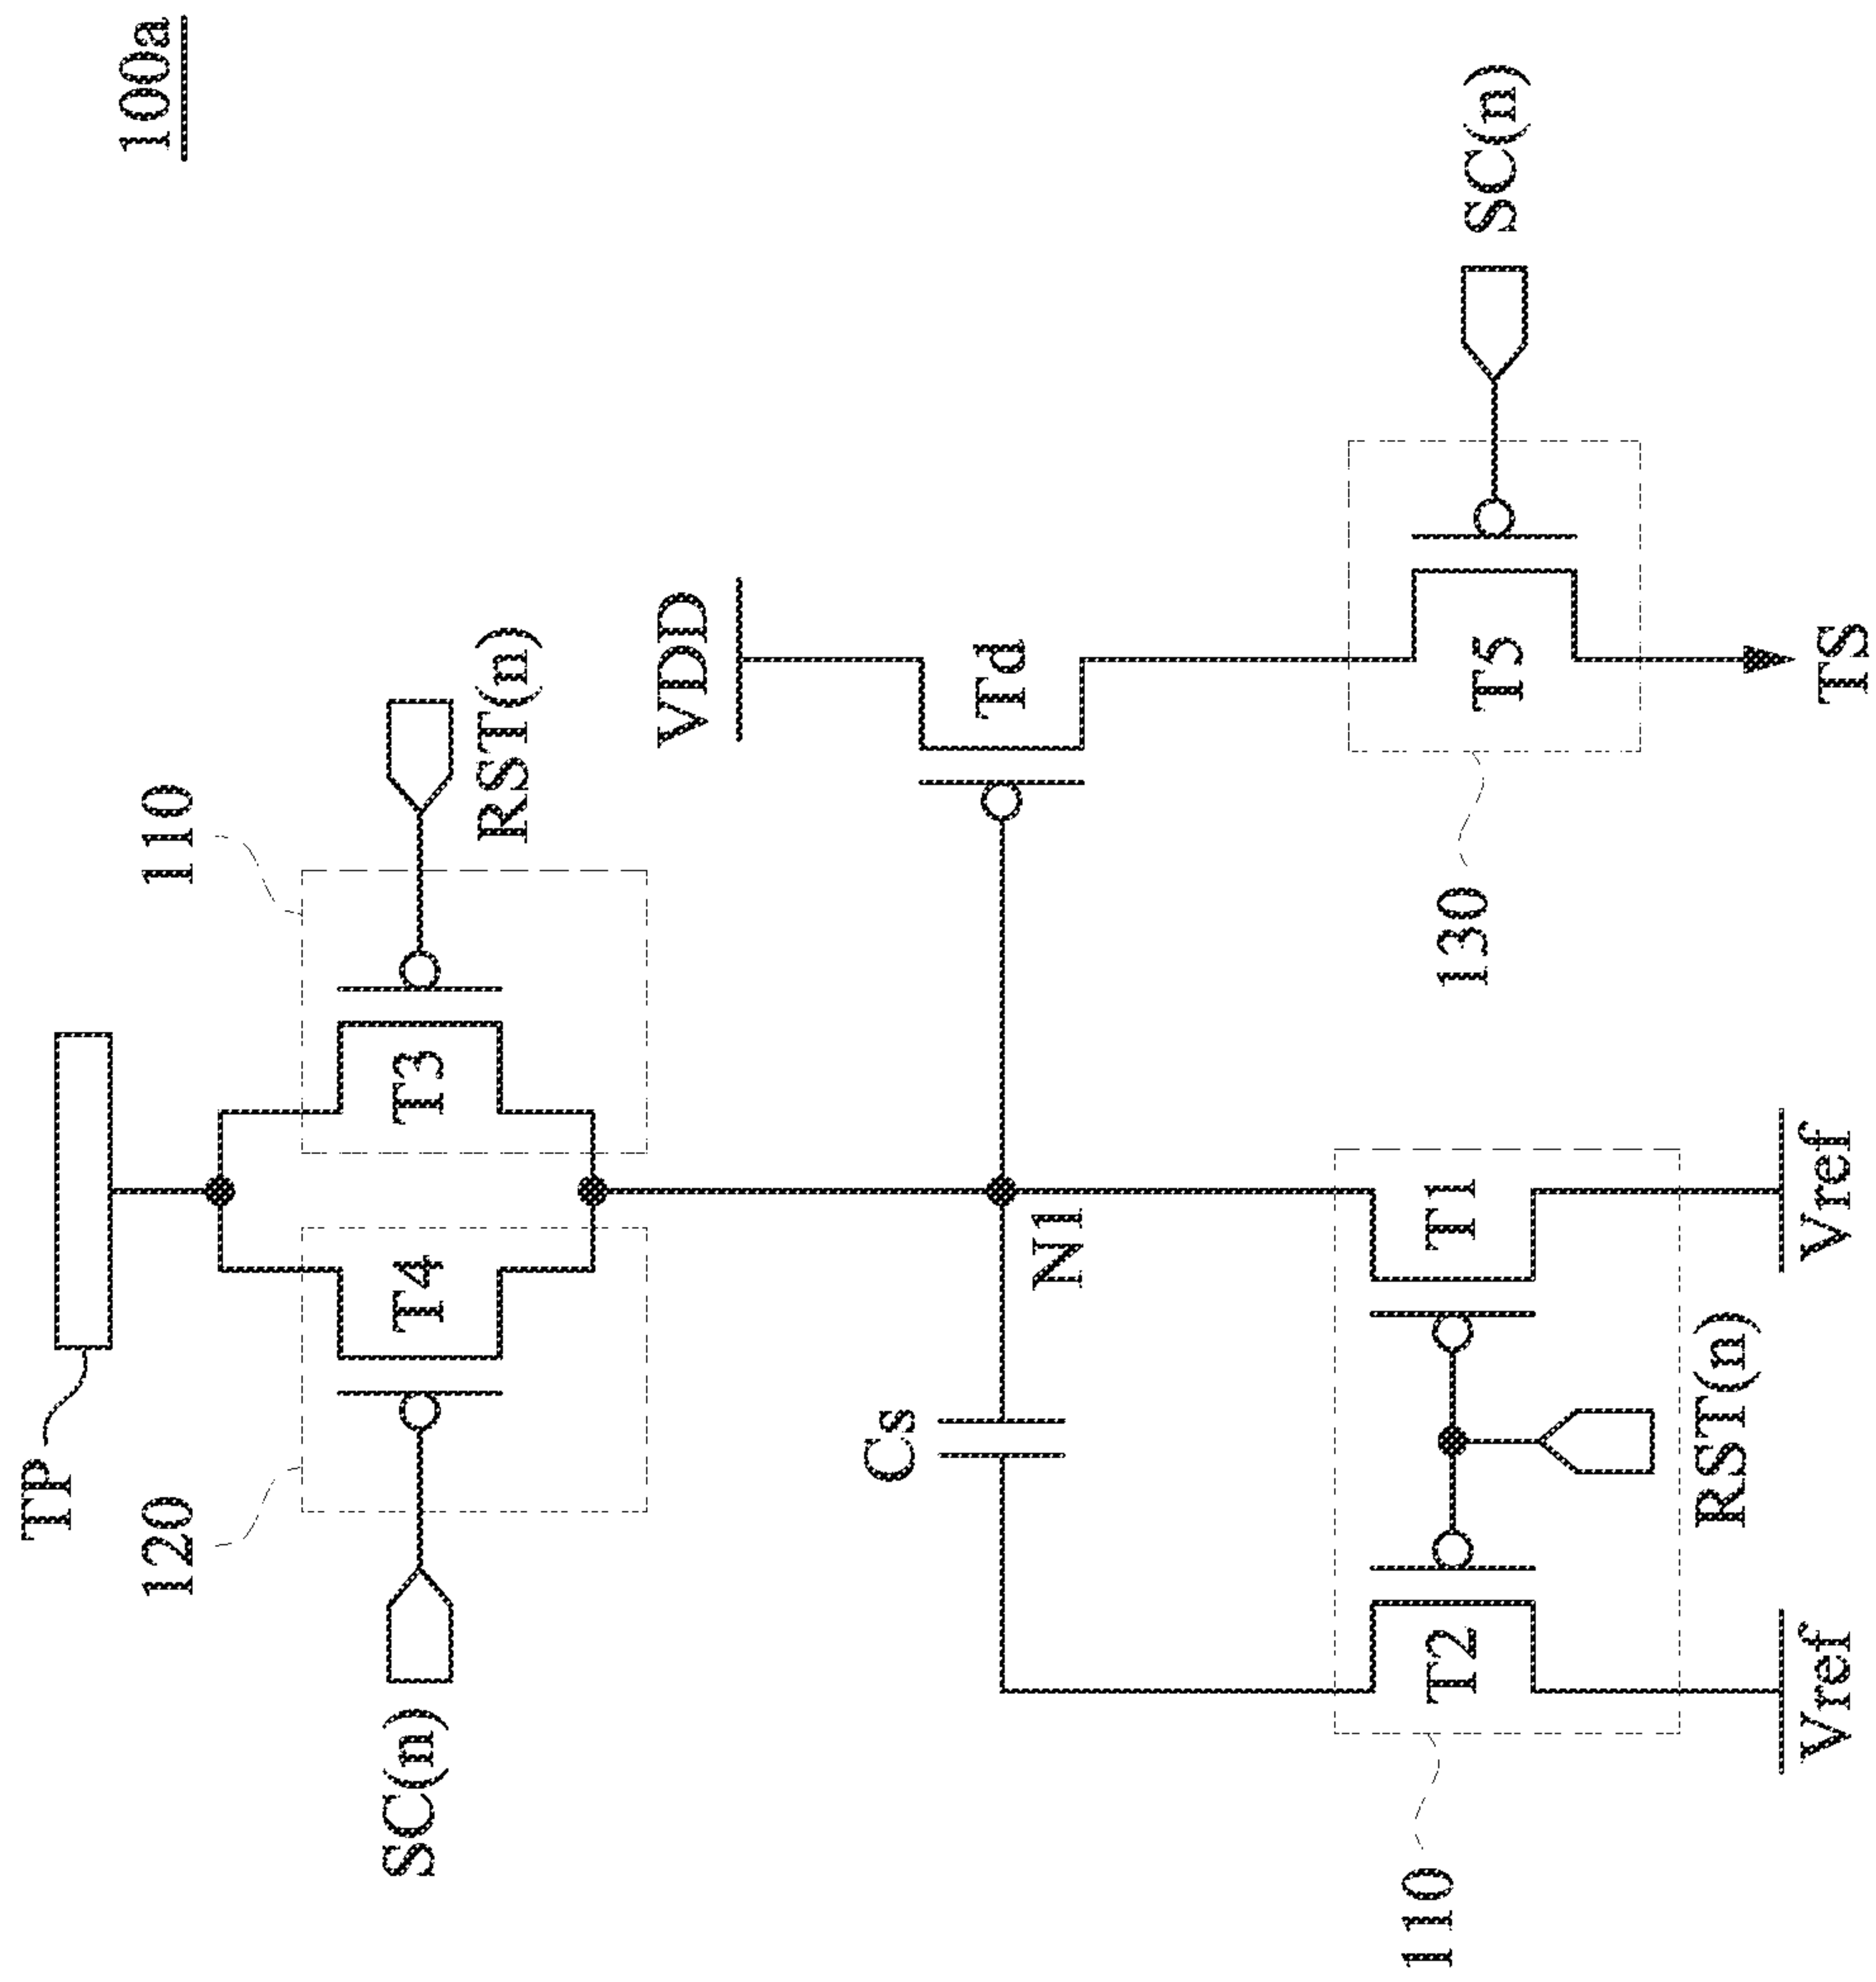 100a
TP
120
110
SC(n)
T4
T3
RST(n)
VDD
Cs
N1
Td
110
T2
T1
130
T5
SC(n)
RST(n)
Vref
Vref
TS